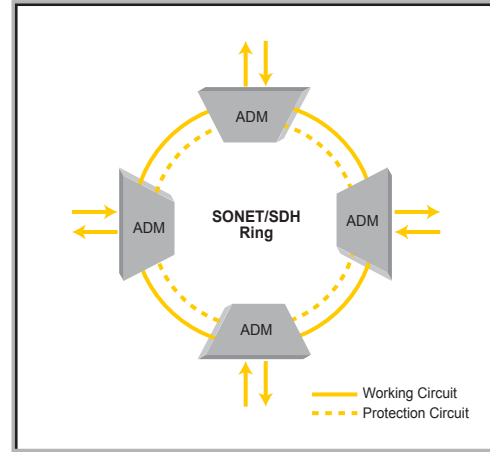 ADM
ADM
SONET/SDH
Ring
ADM
ADM
Working Circuit
Protection Circuit